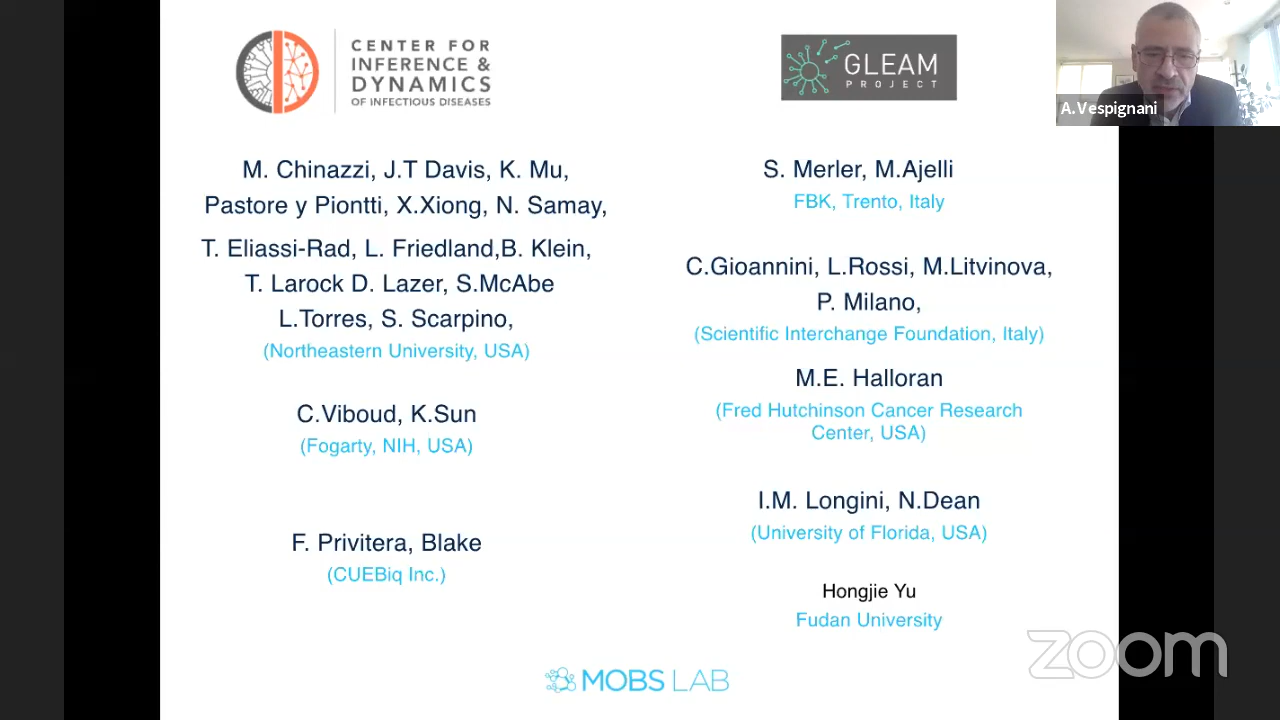 CENTER FOR
INFERENCE &
DYNAMICS
OF INFECTIOUS DISEASES
GLEAM
PROJECT
A.Vespignani
M. Chinazzi, J.T Davis, K. Mu,
Pastore y Piontti, X.Xiong, N. Samay,
T. Eliassi-Rad, L. Friedland,B. Klein,
T. Larock D. Lazer, S.McAbe
L.Torres, S. Scarpino,
(Northeastern University, USA)
C.Viboud, K.Sun
(Fogarty, NIH, USA)
F. Privitera, Blake
(CUEBiq Inc.)
S. Merler, M.Ajelli
FBK, Trento, Italy
C.Gioannini, L.Rossi, M.Litvinova,
P. Milano,
(Scientific Interchange Foundation, Italy)
M.E. Halloran
(Fred Hutchinson Cancer Research
Center, USA)
I.M. Longini, N.Dean
(University of Florida, USA)
Hongjie Yu
Fudan University
MOBS LAB
zoom